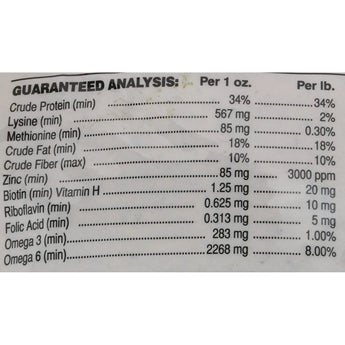 GUARANTEED ANALYSIS: Per 1 oz. Per lb.
Crude Protein (min) 34% 34%
Lysine (min) 567 mg 2%
Methionine (min) 85 mg 0.30%
Crude Fat (min) 18% 18%
Crude Fiber (max) 10% 10%
Zinc (min) 85 mg 3000 ppm
Biotin (min) Vitamin H 1.25 mg 20 mg
Riboflavin (min) 0.625 mg 10 mg
Folic Acid (min) 0.313 mg 5 mg
Omega 3 (min) 283 mg 1.00%
Omega 6 (min) 2268 mg 8.00%